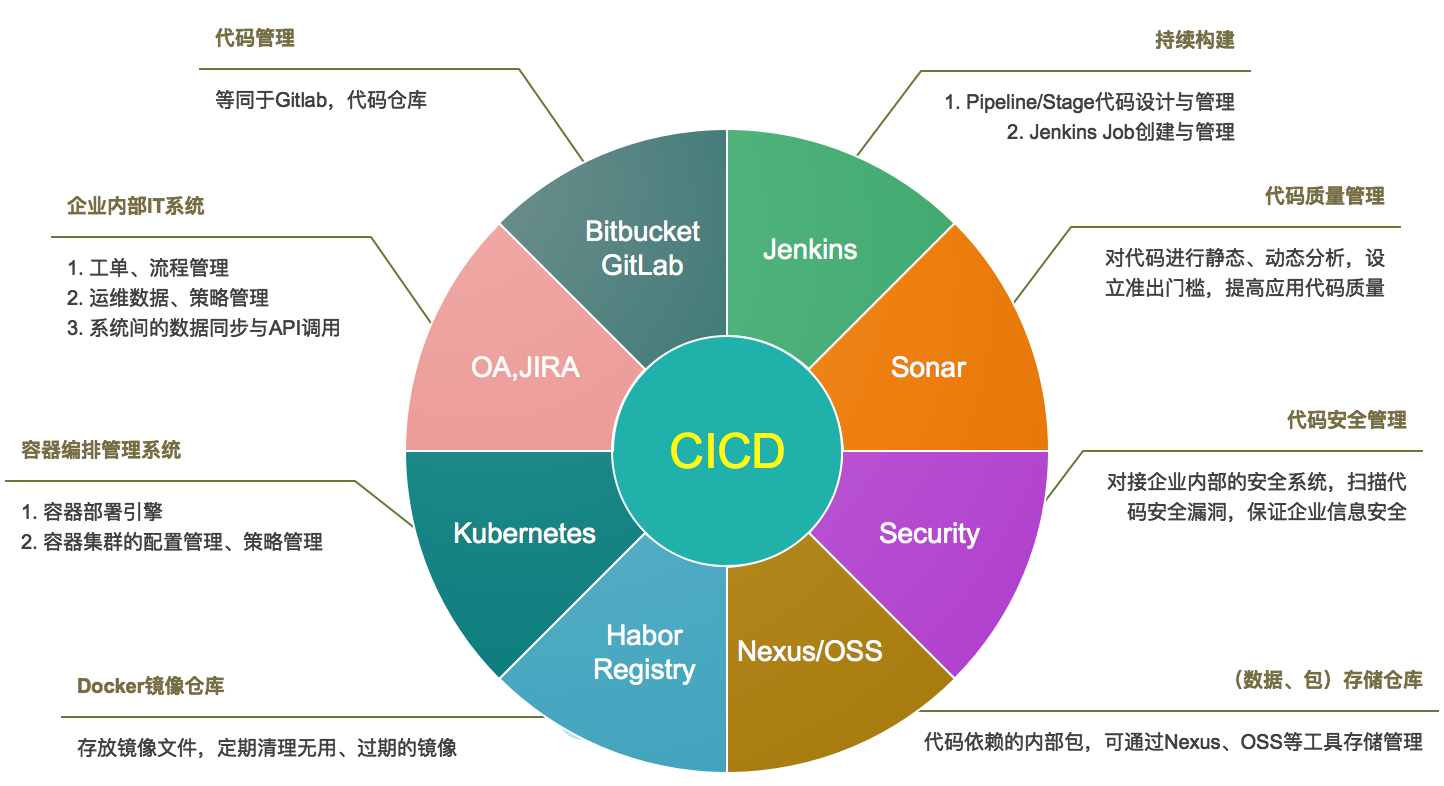 代码管理
等同于Gitlab，代码仓库
持续构建
1. Pipeline/Stage代码设计与管理
2. Jenkins Job创建与管理
企业内部IT系统
1. 工单、流程管理
2. 运维数据、策略管理
3. 系统间的数据同步与API调用
代码质量管理
对代码进行静态、动态分析，设
立准出门槛，提高应用代码质量
容器编排管理系统
1. 容器部署引擎
2. 容器集群的配置管理、策略管理
代码安全管理
对接企业内部的安全系统，扫描代
码安全漏洞，保证企业信息安全
Docker镜像仓库
存放镜像文件，定期清理无用、过期的镜像
（数据、包）存储仓库
代码依赖的内部包，可通过Nexus、OSS等工具存储管理
Bitbucket
GitLab
Jenkins
OA,JIRA
Sonar
CICD
Kubernetes
Security
Habor
Registry
Nexus/OSS